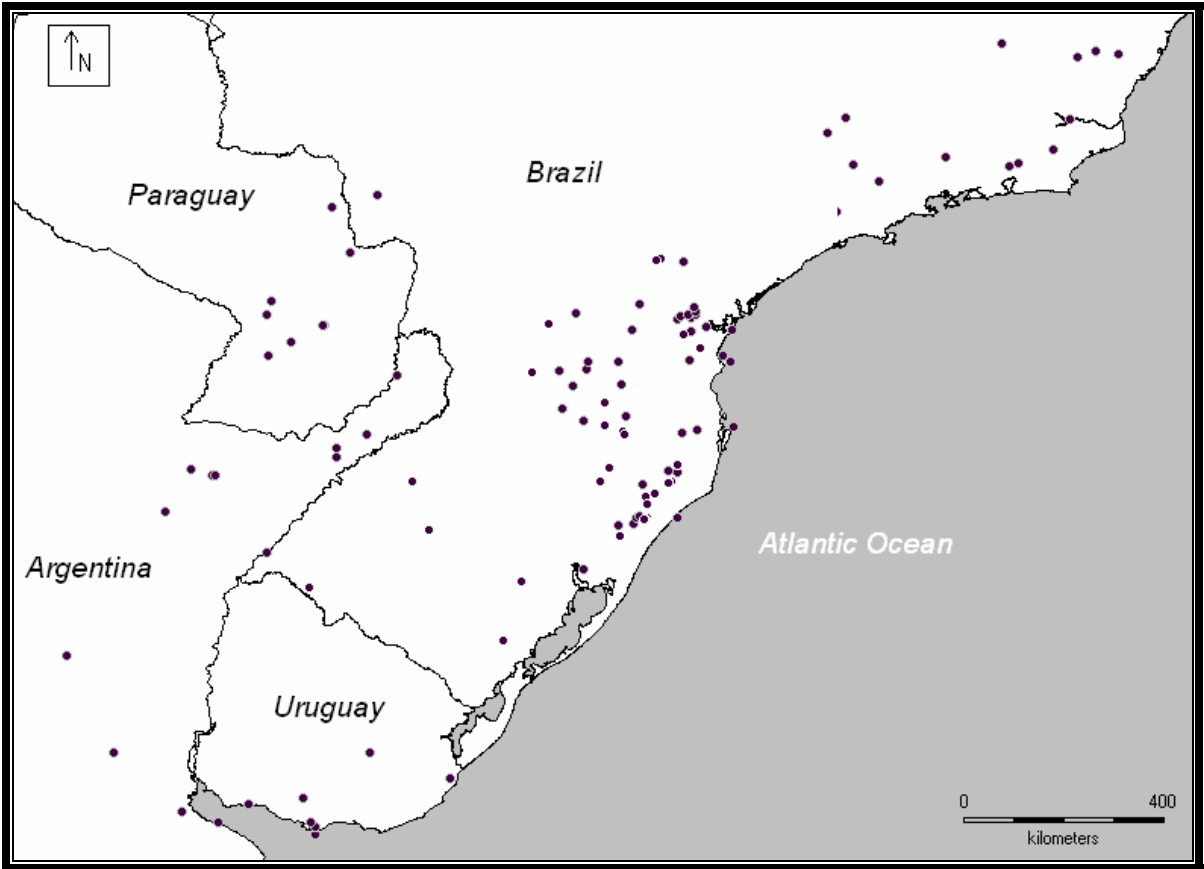 N
Brazil
Paraguay
Atlantic Ocean
Argentina
Uruguay
0 400
kilometers